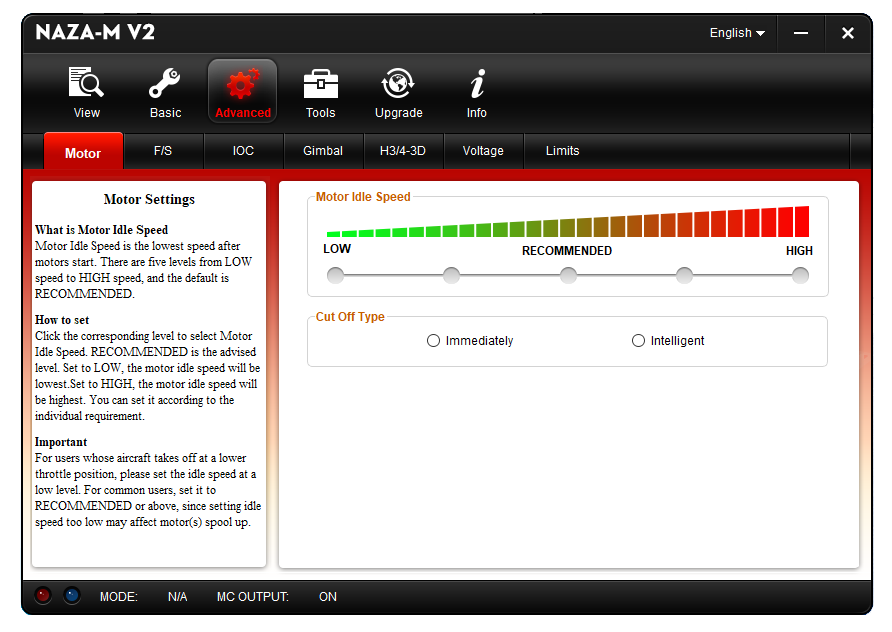 NAZA-M V2
English
View
Basic
Advanced
Tools
Upgrade
Info
Motor
F/S
IOC
Gimbal
H3/4-3D
Voltage
Limits
Motor Settings
What is Motor Idle Speed
Motor Idle Speed is the lowest speed after
motors start. There are five levels from LOW
speed to HIGH speed, and the default is
RECOMMENDED.
How to set
Click the corresponding level to select Motor
Idle Speed. RECOMMENDED is the advised
level. Set to LOW, the motor idle speed will be
lowest.Set to HIGH, the motor idle speed will
be highest. You can set it according to the
individual requirement.
Important
For users whose aircraft takes off at a lower
throttle position, please set the idle speed at a
low level. For common users, set it to
RECOMMENDED or above, since setting idle
speed too low may affect motor(s) spool up.
Motor Idle Speed
LOW RECOMMENDED HIGH
Cut Off Type
Immediately Intelligent
MODE: N/A MC OUTPUT: ON